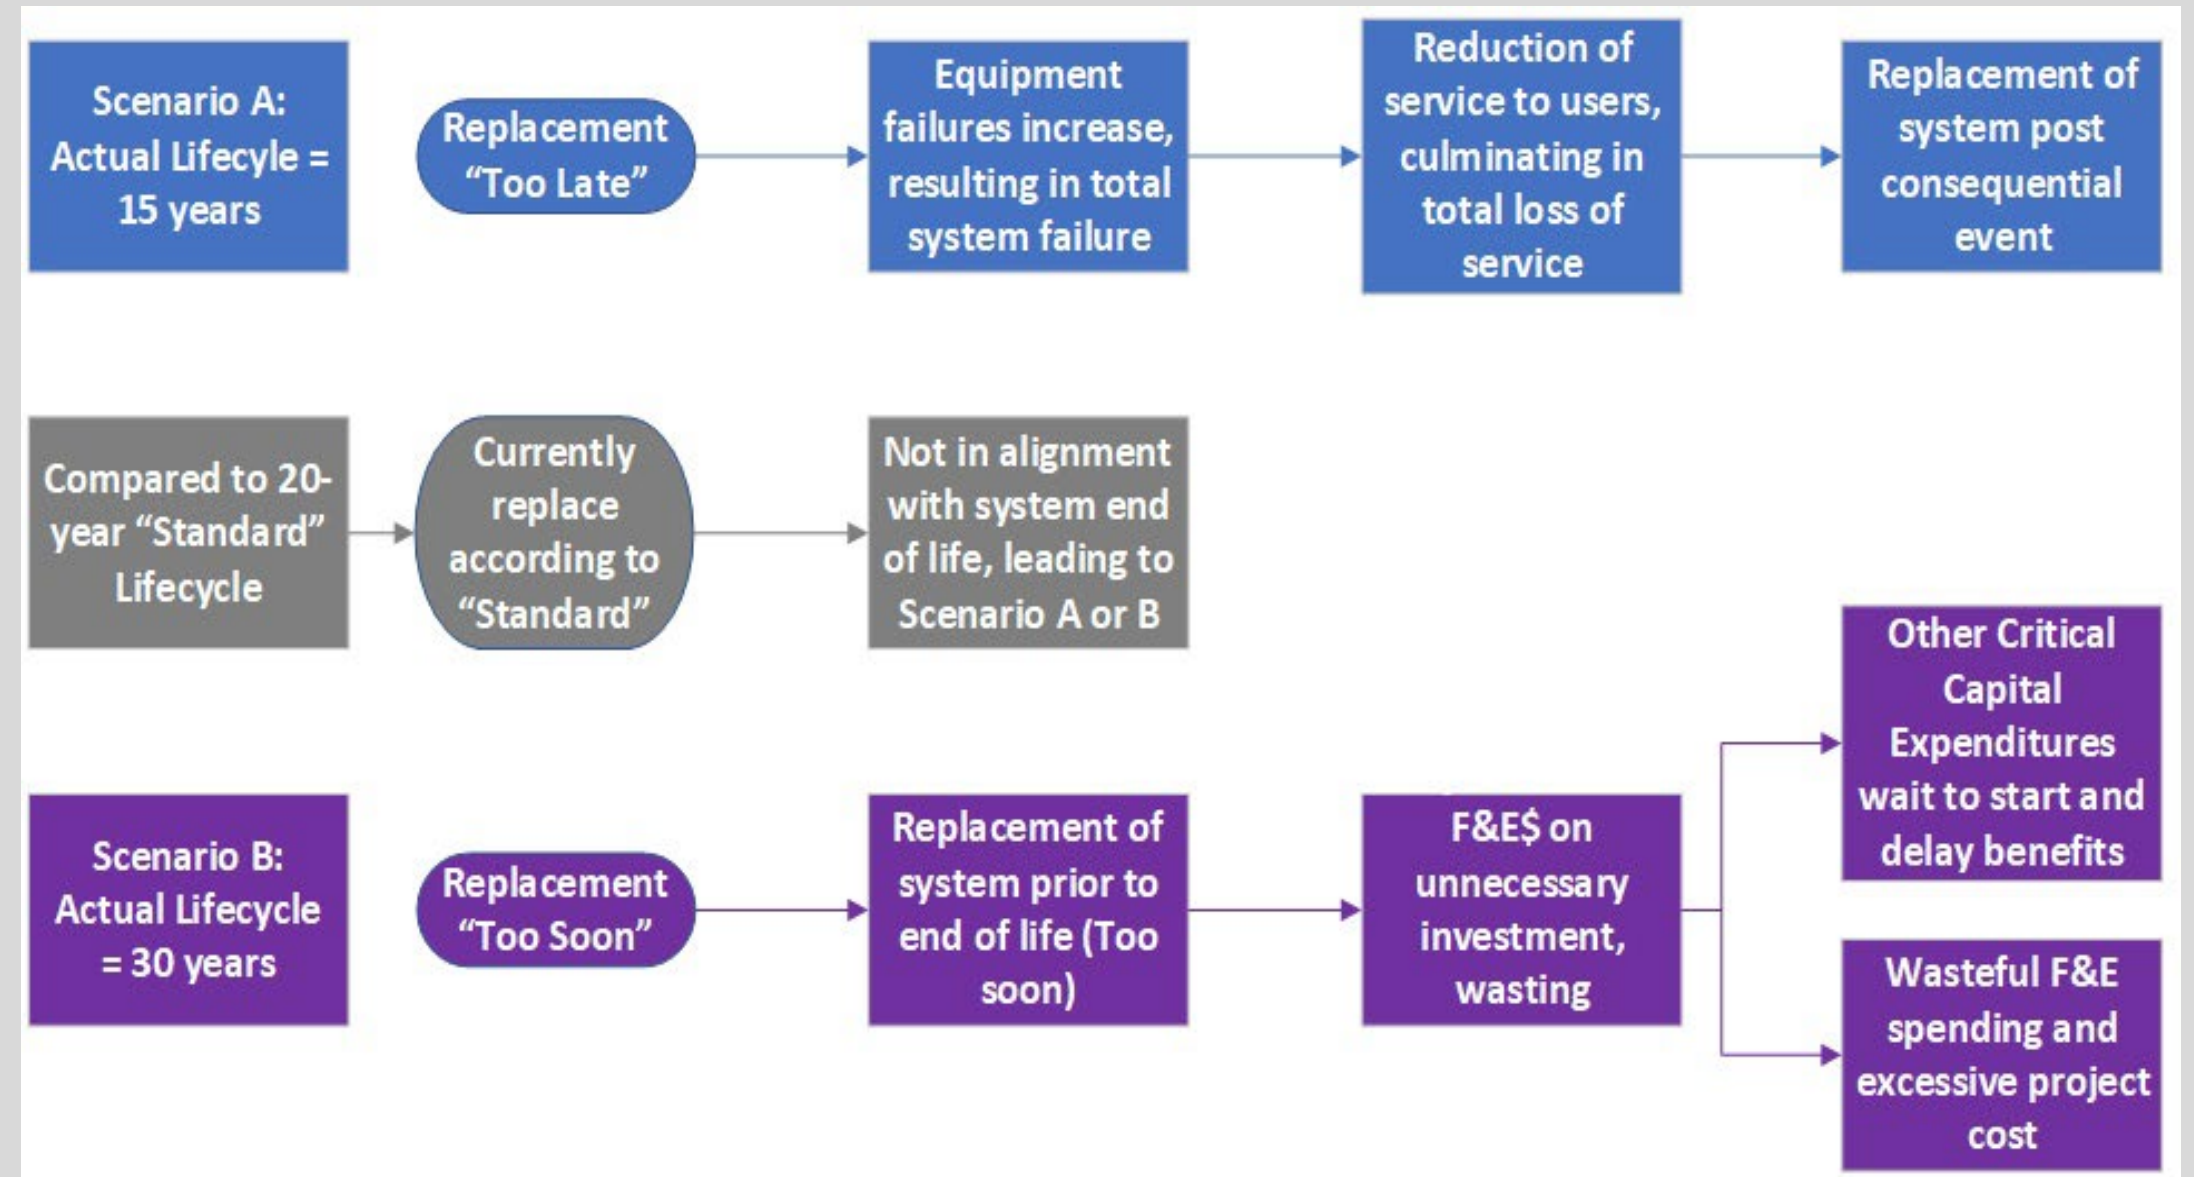 Scenario A:
Actual Lifecyle =
15 years
Replacement
“Too Late”
Equipment
failures increase,
resulting in total
system failure
Reduction of
service to users,
culminating in
total loss of
service
Replacement of
system post
consequential
event
Compared to 20-
year “Standard”
Lifecycle
Currently
replace
according to
“Standard”
Not in alignment
with system end
of life, leading to
Scenario A or B
Scenario B:
Actual Lifecycle
= 30 years
Replacement
“Too Soon”
Replacement of
system prior to
end of life (Too
soon)
F&E$ on
unnecessary
investment,
wasting
Other Critical
Capital
Expenditures
wait to start and
delay benefits
Wasteful F&E
spending and
excessive project
cost